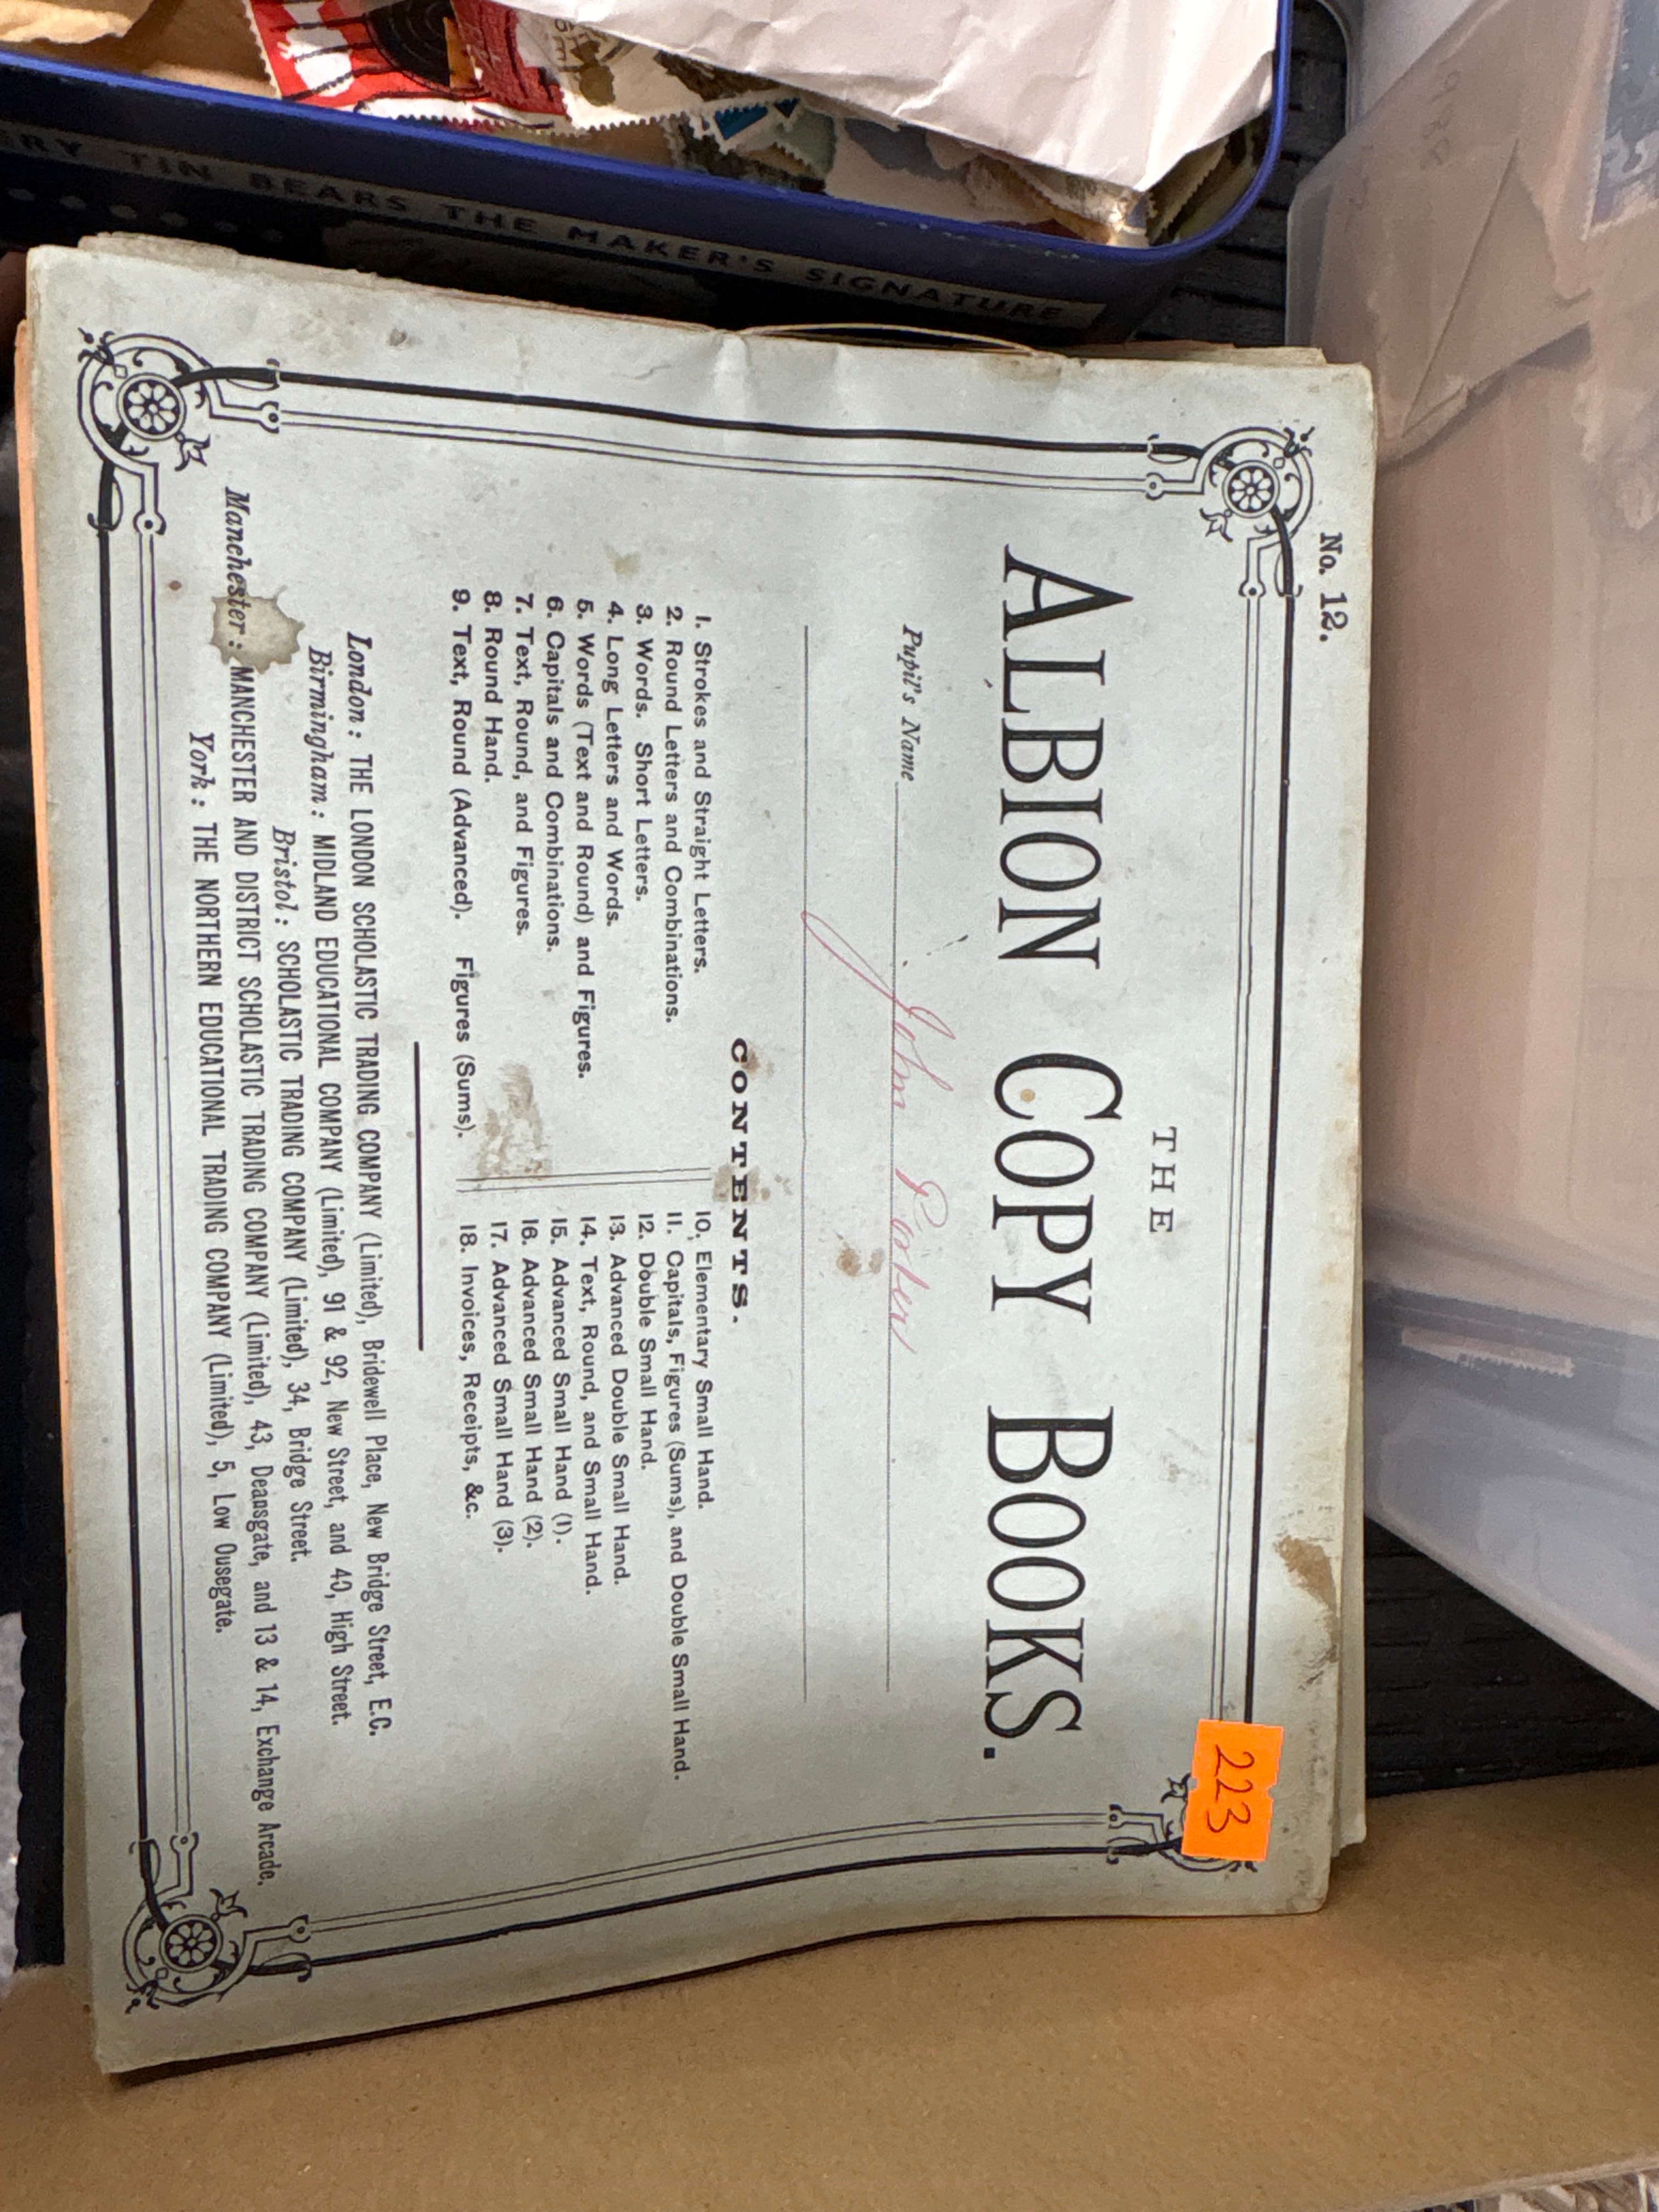 RY TIN BEARS THE MAKER'S SIGNATURE
No. 12.
223
THE
ALBION COPY BOOKS.
Pupil's Name John
CONTENTS.
1. Strokes and Straight Letters.
2. Round Letters and Combinations.
3. Words. Short Letters.
4. Long Letters and Words.
5. Words (Text and Round) and Figures.
6. Capitals and Combinations.
7. Text, Round, and Figures.
8. Round Hand.
9. Text, Round (Advanced). Figures (Sums).
10. Elementary Small Hand.
11. Capitals, Figures (Sums), and Double Small Hand.
12. Double Small Hand.
13. Advanced Double Small Hand.
14. Text, Round, and Small Hand.
15. Advanced Small Hand (1).
16. Advanced Small Hand (2).
17. Advanced Small Hand (3).
18. Invoices, Receipts, &c.
London: THE LONDON SCHOLASTIC TRADING COMPANY (Limited), Bridewell Place, New Bridge Street, E.C.
Birmingham: MIDLAND EDUCATIONAL COMPANY (Limited), 91 & 92, New Street, and 40, High Street.
Bristol: SCHOLASTIC TRADING COMPANY (Limited), 34, Bridge Street.
Manchester: MANCHESTER AND DISTRICT SCHOLASTIC TRADING COMPANY (Limited), 43, Deansgate, and 13 & 14, Exchange Arcade.
York: THE NORTHERN EDUCATIONAL TRADING COMPANY (Limited), 5, Low Ousegate.